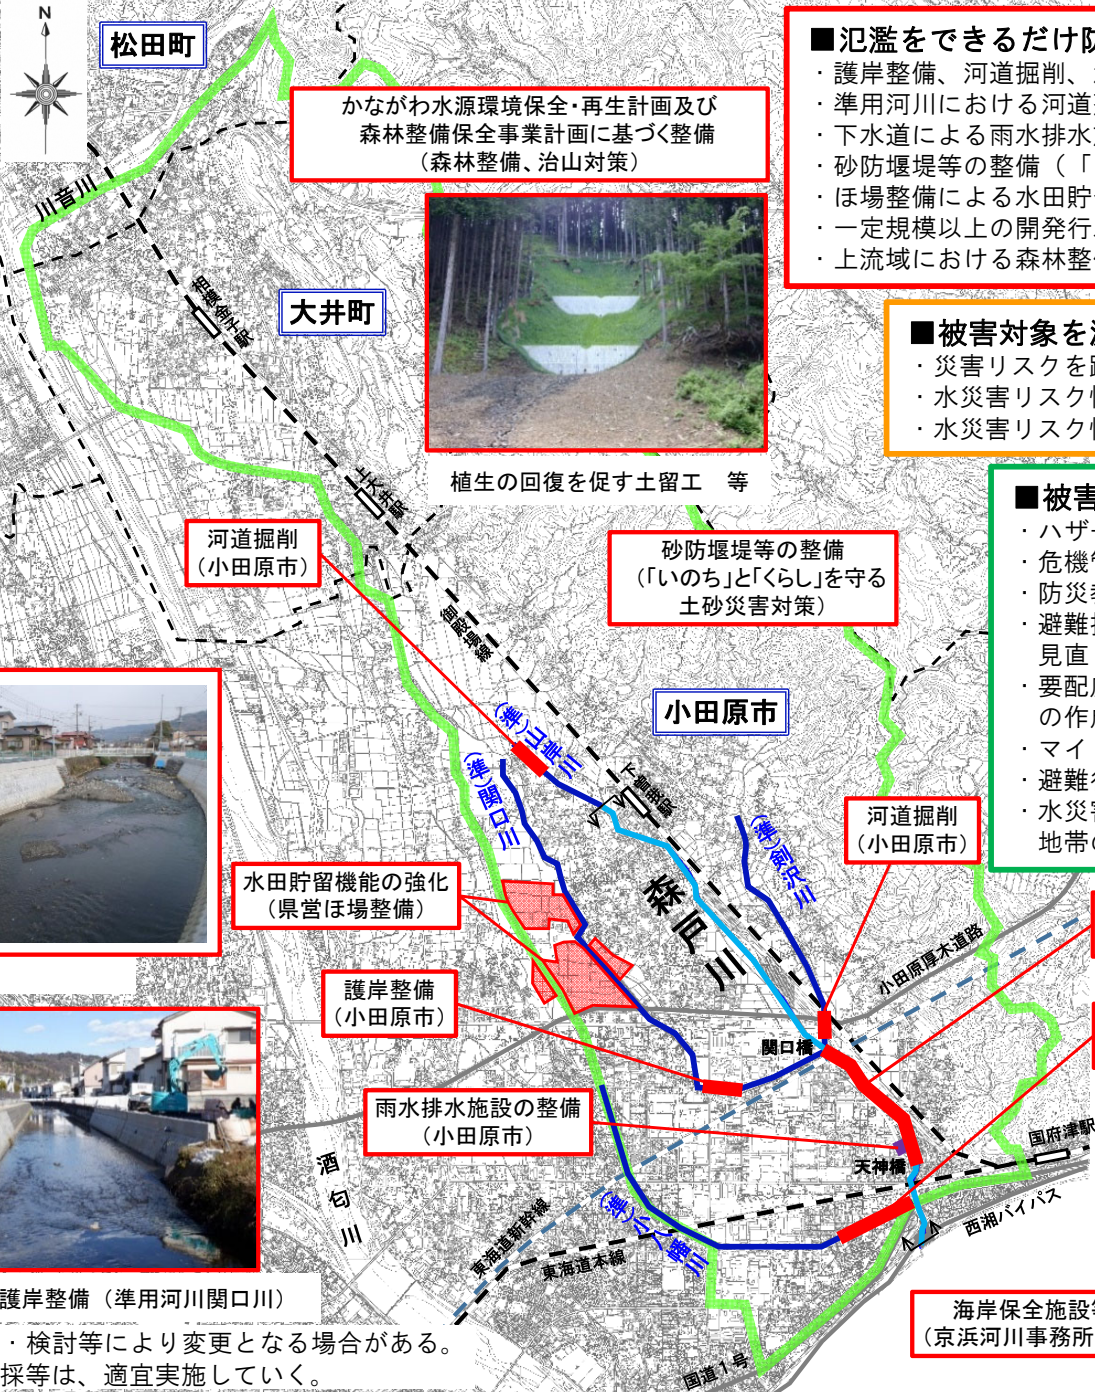 N
松田町
■氾濫をできるだけ防
・護岸整備、河道掘削、
・準用河川における河道
・下水道による雨水排水
・砂防堰堤等の整備（「
・ほ場整備による水田貯
・一定規模以上の開発行
・上流域における森林整
かながわ水源環境保全・再生計画及び
森林整備保全事業計画に基づく整備
（森林整備、治山対策）
川音川
相模金子駅
大井町
■被害対象を
・災害リスクを
・水災害リスク
・水災害リスク
植生の回復を促す土留工　等
上大井駅
■被害
・ハザ
危機
・防災
・避難
見直
・要配
の作
・マイ
・避難
・水災
地帯の
河道掘削
（小田原市）
砂防堰堤等の整備
（「いのち」と「くらし」を守る
土砂災害対策）
御殿場線
小田原市
（準）山岸川
（準）関口川
下曽我駅
河道掘削
（小田原市）
（準）剣沢川
水田貯留機能の強化
（県営ほ場整備）
森戸川
小田原厚木道路
護岸整備
（小田原市）
関口橋
雨水排水施設の整備
（小田原市）
天神橋
国府津駅
酒匂川
（準）小八幡川
西湘バイパス
東海道新幹線
東海道本線
護岸整備（準用河川関口川）
海岸保全施設
（京浜河川事務所
・検討等により変更となる場合がある。
採等は、適宜実施していく。
国道１号